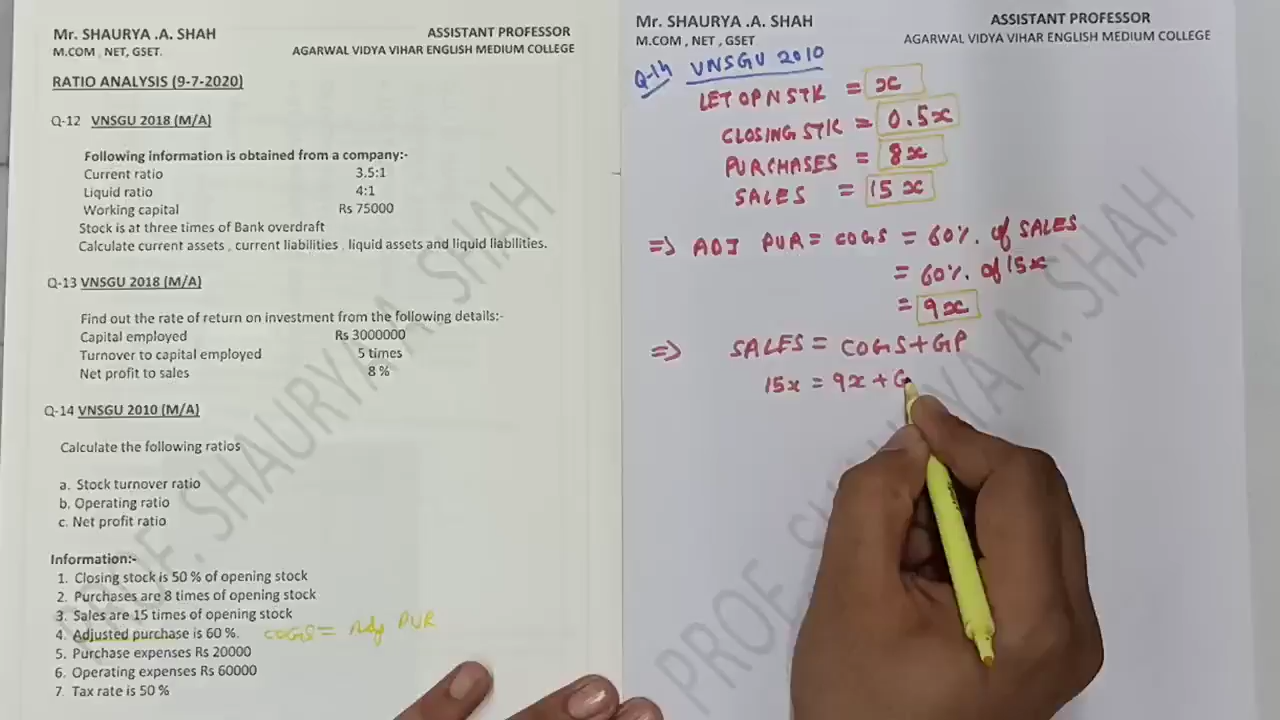 Mr. SHAURYA .A. SHAH
ASSISTANT PROFESSOR
M.COM , NET, GSET.
AGARWAL VIDYA VIHAR ENGLISH MEDIUM COLLEGE
RATIO ANALYSIS (9-7-2020)
Q-12 VNSGU 2018 (M/A)
Following information is obtained from a company:-
Current ratio 3.5:1
Liquid ratio 4:1
Working capital Rs 75000
Stock is at three times of Bank overdraft
Calculate current assets , current liabilities , liquid assets and liquid liabilities.
Q-13 VNSGU 2018 (M/A)
Find out the rate of return on investment from the following details:-
Capital employed Rs 3000000
Turnover to capital employed 5 times
Net profit to sales 8 %
Q-14 VNSGU 2010 (M/A)
Calculate the following ratios
a. Stock turnover ratio
b. Operating ratio
c. Net profit ratio
Information:-
1. Closing stock is 50 % of opening stock
2. Purchases are 8 times of opening stock
3. Sales are 15 times of opening stock
4. Adjusted purchase is 60 %. COGS = Adj PUR
5. Purchase expenses Rs 20000
6. Operating expenses Rs 60000
7. Tax rate is 50 %
PROF. SHAURYA A. SHAH
Mr. SHAURYA .A. SHAH
ASSISTANT PROFESSOR
M.COM , NET , GSET
AGARWAL VIDYA VIHAR ENGLISH MEDIUM COLLEGE
Q-14 VNSGU 2010
LET OPN STK = x
CLOSING STK = 0.5x
PURCHASES = 8x
SALES = 15x
=> ADJ PUR = COGS = 60%. of SALES
= 60%. of 15x
= 9x
=> SALES = COGS + GP
15x = 9x + G
PROF. SHAURYA A. SHAH